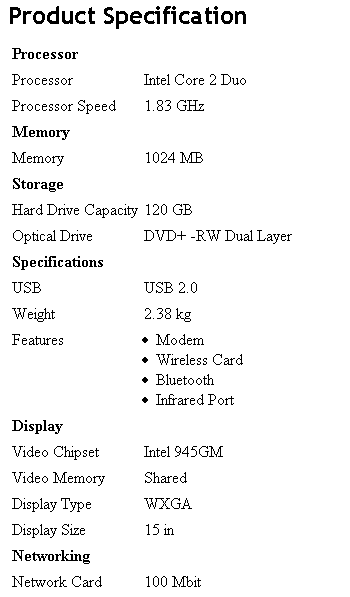 Product Specification
Processor
Processor Intel Core 2 Duo
Processor Speed 1.83 GHz
Memory
Memory 1024 MB
Storage
Hard Drive Capacity 120 GB
Optical Drive DVD+ -RW Dual Layer
Specifications
USB USB 2.0
Weight 2.38 kg
Features • Modem
• Wireless Card
• Bluetooth
• Infrared Port
Display
Video Chipset Intel 945GM
Video Memory Shared
Display Type WXGA
Display Size 15 in
Networking
Network Card 100 Mbit